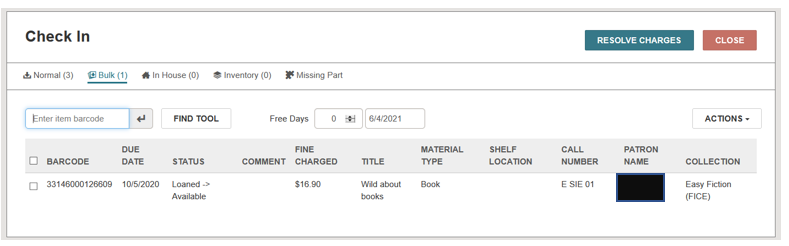 Check In
RESOLVE CHARGES
CLOSE
Normal (3)
Bulk (1)
In House (0)
Inventory (0)
Missing Part
Enter item barcode
FIND TOOL
Free Days
0
6/4/2021
ACTIONS
BARCODE
DUE DATE
STATUS
COMMENT
FINE CHARGED
TITLE
MATERIAL TYPE
SHELF LOCATION
CALL NUMBER
PATRON NAME
COLLECTION
33146000126609
10/5/2020
Loaned ->
Available
$16.90
Wild about
books
Book
E SIE 01
Easy Fiction
(FICE)